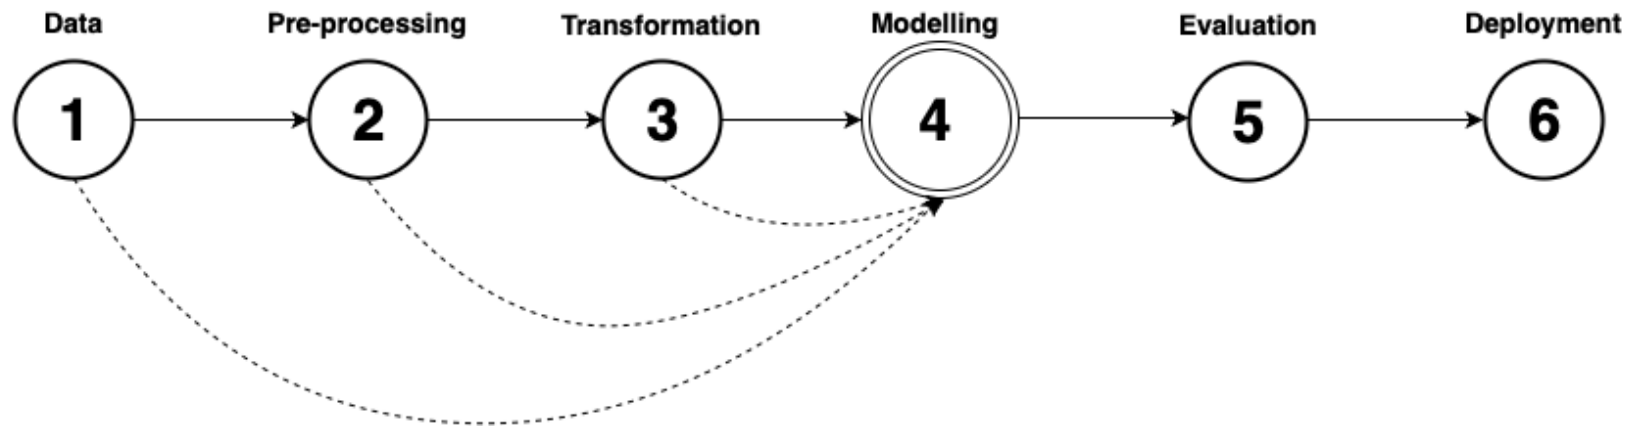 Data Pre-processing Transformation Modelling Evaluation Deployment
1 2 3 4 5 6